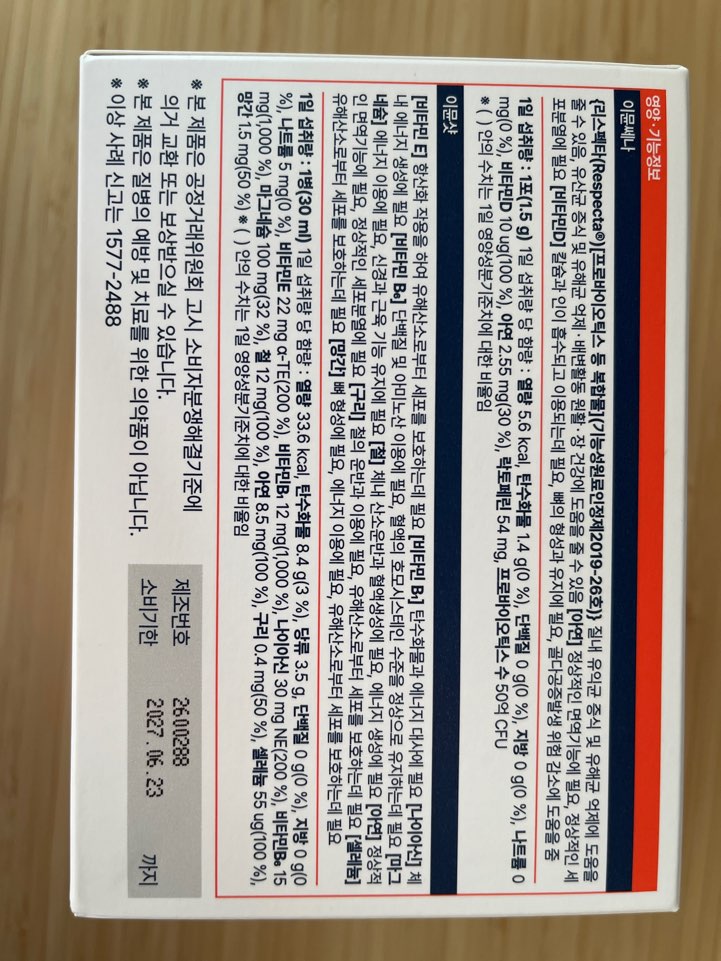 영양·기능정보
이문쎄나
{리스펙타(Respecta®)[프로바이오틱스 등 복합물](기능성원료인정제2019-26호)} 질내 유익균 증식 및 유해균 억제에 도움을
줄 수 있음 유산균 증식 및 유해균 억제·배변활동 원활·장 건강에 도움을 줄 수 있음 [아연] 정상적인 면역기능에 필요, 정상적인 세
포분열에 필요 [비타민D] 칼슘과 인이 흡수되고 이용되는데 필요, 뼈의 형성과 유지에 필요, 골다공증발생 위험 감소에 도움을 줌
1일 섭취량 : 1포(1.5 g) 1일 섭취량 당 함량 : 열량 5.6 kcal, 탄수화물 1.4 g(0 %), 단백질 0 g(0 %), 지방 0 g(0 %), 나트륨 0
mg(0 %), 비타민D 10 ug(100 %), 아연 2.55 mg(30 %), 락토페린 54 mg, 프로바이오틱스 수 50억 CFU
※ ( ) 안의 수치는 1일 영양성분기준치에 대한 비율임
이문샷
[비타민 E] 항산화 작용을 하여 유해산소로부터 세포를 보호하는데 필요 [비타민 B₁] 탄수화물과 에너지 대사에 필요 [나이아신] 체
내 에너지 생성에 필요 [비타민 B₆] 단백질 및 아미노산 이용에 필요, 혈액의 호모시스테인 수준을 정상으로 유지하는데 필요 [마그
네슘] 에너지 이용에 필요, 신경과 근육 기능 유지에 필요 [철] 체내 산소운반과 혈액생성에 필요, 에너지 생성에 필요 [아연] 정상적
인 면역기능에 필요, 정상적인 세포분열에 필요 [구리] 철의 운반과 이용에 필요, 유해산소로부터 세포를 보호하는데 필요 [셀레늄]
유해산소로부터 세포를 보호하는데 필요 [망간] 뼈 형성에 필요, 에너지 이용에 필요, 유해산소로부터 세포를 보호하는데 필요
1일 섭취량 : 1병(30 ml) 1일 섭취량 당 함량 : 열량 33.6 kcal, 탄수화물 8.4 g(3 %), 당류 3.5 g, 단백질 0 g(0 %), 지방 0 g(0
%), 나트륨 5 mg(0 %), 비타민E 22 mg α-TE(200 %), 비타민B₁ 12 mg(1,000 %), 나이아신 30 mg NE(200 %), 비타민B₆ 15
mg(1,000 %), 마그네슘 100 mg(32 %), 철 12 mg(100 %), 아연 8.5 mg(100 %), 구리 0.4 mg(50 %), 셀레늄 55 ug(100 %),
망간 1.5 mg(50 %) ※ ( ) 안의 수치는 1일 영양성분기준치에 대한 비율임
※ 본 제품은 공정거래위원회 고시 소비자분쟁해결기준에
의거 교환 또는 보상받으실 수 있습니다.
※ 본 제품은 질병의 예방 및 치료를 위한 의약품이 아닙니다.
※ 이상 사례 신고는 1577-2488
제조번호 2600288
소비기한 2027.06.23 까지